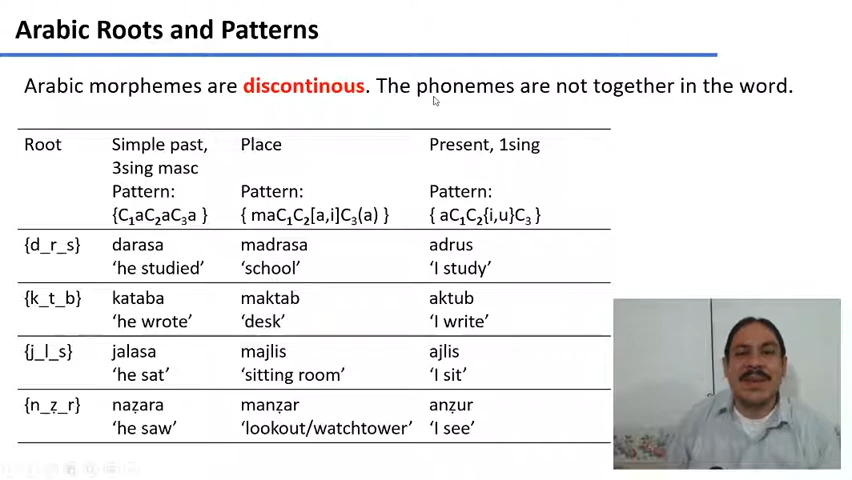 Arabic Roots and Patterns
Arabic morphemes are discontinous. The phonemes are not together in the word.
Root Simple past, 3sing masc Pattern: {C₁aC₂aC₃a } Place Pattern: { maC₁C₂[a,i]C₃(a) } Present, 1sing Pattern: { aC₁C₂{i,u}C₃ }
{d_r_s} darasa madrasa adrus
‘he studied’ ‘school’ ‘I study’
{k_t_b} kataba maktab aktub
‘he wrote’ ‘desk’ ‘I write’
{j_l_s} jalasa majlis ajlis
‘he sat’ ‘sitting room’ ‘I sit’
{n_ẓ_r} naẓara manẓar anẓur
‘he saw’ ‘lookout/watchtower’ ‘I see’